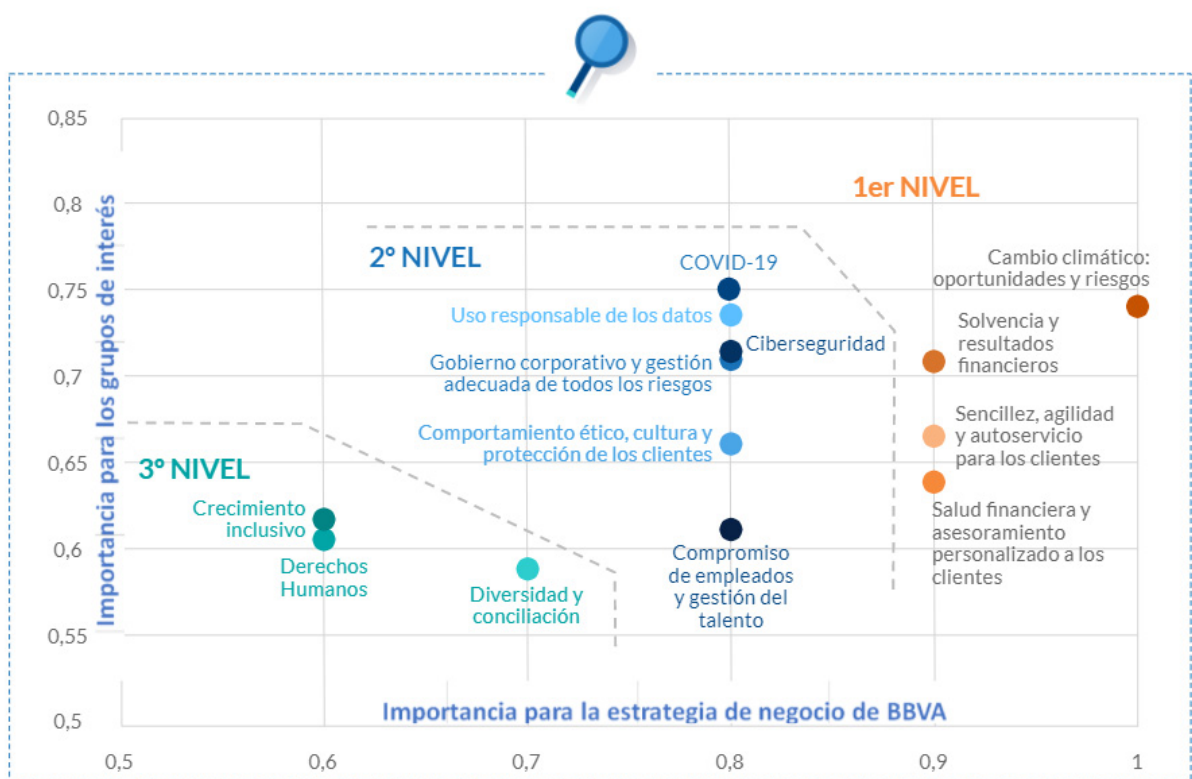 0,85
0,8
0,75
0,7
0,65
0,6
0,55
0,5
Importancia para los grupos de interés
1er NIVEL
2º NIVEL
COVID-19
Cambio climático:
oportunidades y riesgos
Uso responsable de los datos
Solvencia y
resultados
financieros
Ciberseguridad
Gobierno corporativo y gestión
adecuada de todos los riesgos
Sencillez, agilidad
y autoservicio
para los clientes
Comportamiento ético, cultura y
protección de los clientes
3º NIVEL
Crecimiento
inclusivo
Salud financiera y
asesoramiento
personalizado a los
clientes
Derechos
Humanos
Compromiso
de empleados
y gestión del
talento
Diversidad y
conciliación
Importancia para la estrategia de negocio de BBVA
0,5
0,6
0,7
0,8
0,9
1